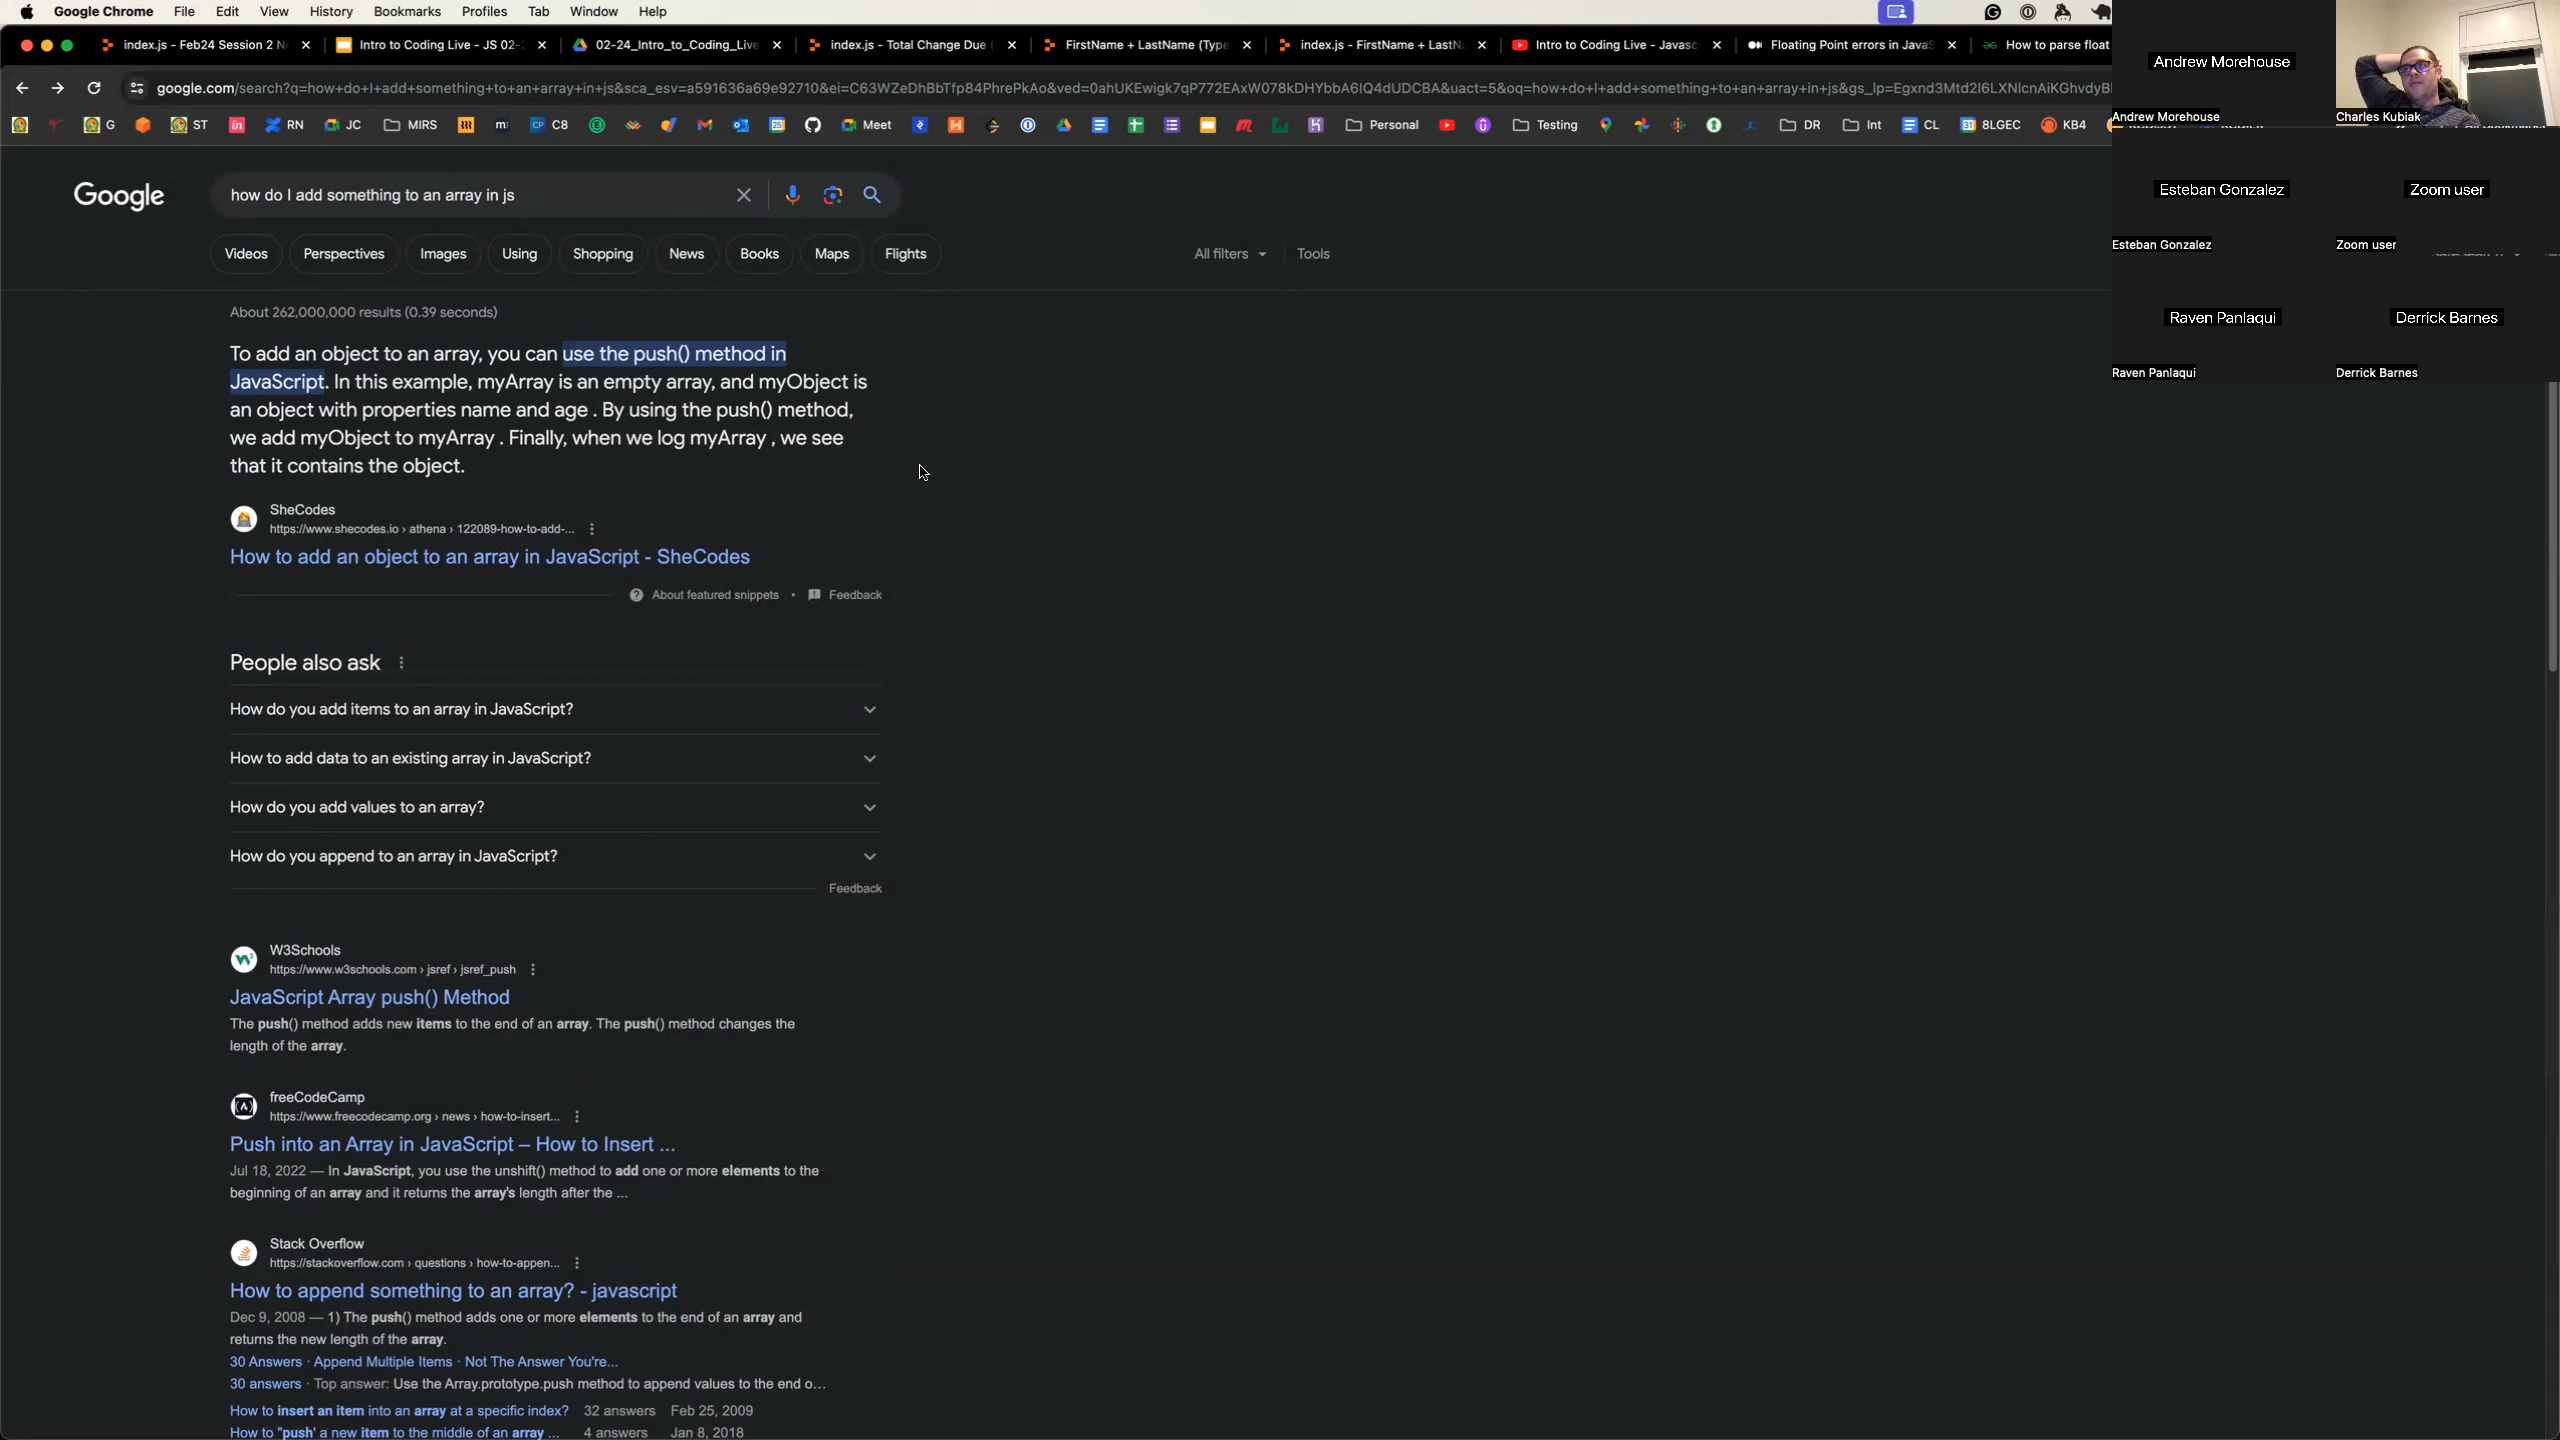 Google Chrome File Edit View History Bookmarks Profiles Tab Window Help
index.js - Feb24 Session 2 N
Intro to Coding Live - JS 02-2
02-24_Intro_to_Coding_Live
index.js - Total Change Due
FirstName + LastName (Type
index.js - FirstName + LastN
Intro to Coding Live - Javasc
Floating Point errors in JavaS
How to parse float
google.com/search?q=how+do+I+add+something+to+an+array+in+js&sca_esv=a591636a69e92710&ei=C63WZeDhBbTfp84PhrePkAo&ved=0ahUKEwigk7qP772EAxW078kDHYbbA6IQ4dUDCBA&uact=5&oq=how+do+I+add+something+to+an+array+in+js&gs_lp=Egxnd3Mtd2l6LXNlcnAiKGhvdyB
G ST RN JC MIRS C8 Meet Personal Testing DR Int CL 8LGEC KB4
Andrew Morehouse
Andrew Morehouse
Charles Kubiak
Esteban Gonzalez
Zoom user
Esteban Gonzalez
Zoom user
Raven Panlaqui
Derrick Barnes
Raven Panlaqui
Derrick Barnes
Google
how do I add something to an array in js
Videos Perspectives Images Using Shopping News Books Maps Flights
All filters Tools
About 262,000,000 results (0.39 seconds)
To add an object to an array, you can use the push() method in
JavaScript. In this example, myArray is an empty array, and myObject is
an object with properties name and age . By using the push() method,
we add myObject to myArray . Finally, when we log myArray , we see
that it contains the object.
SheCodes
https://www.shecodes.io › athena › 122089-how-to-add-...
How to add an object to an array in JavaScript - SheCodes
About featured snippets • Feedback
People also ask
How do you add items to an array in JavaScript?
How to add data to an existing array in JavaScript?
How do you add values to an array?
How do you append to an array in JavaScript?
Feedback
W3Schools
https://www.w3schools.com › jsref › jsref_push
JavaScript Array push() Method
The push() method adds new items to the end of an array. The push() method changes the
length of the array.
freeCodeCamp
https://www.freecodecamp.org › news › how-to-insert...
Push into an Array in JavaScript – How to Insert ...
Jul 18, 2022 — In JavaScript, you use the unshift() method to add one or more elements to the
beginning of an array and it returns the array's length after the ...
Stack Overflow
https://stackoverflow.com › questions › how-to-appen...
How to append something to an array? - javascript
Dec 9, 2008 — 1) The push() method adds one or more elements to the end of an array and
returns the new length of the array.
30 Answers · Append Multiple Items · Not The Answer You're...
30 answers · Top answer: Use the Array.prototype.push method to append values to the end o...
How to insert an item into an array at a specific index? 32 answers Feb 25, 2009
How to "push' a new item to the middle of an array ... 4 answers Jan 8, 2018